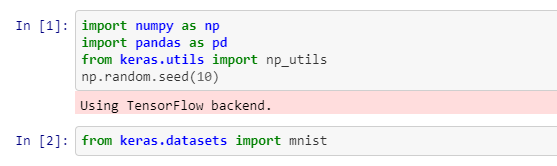 In [1]: import numpy as np
import pandas as pd
from keras.utils import np_utils
np.random.seed(10)
Using TensorFlow backend.
In [2]: from keras.datasets import mnist